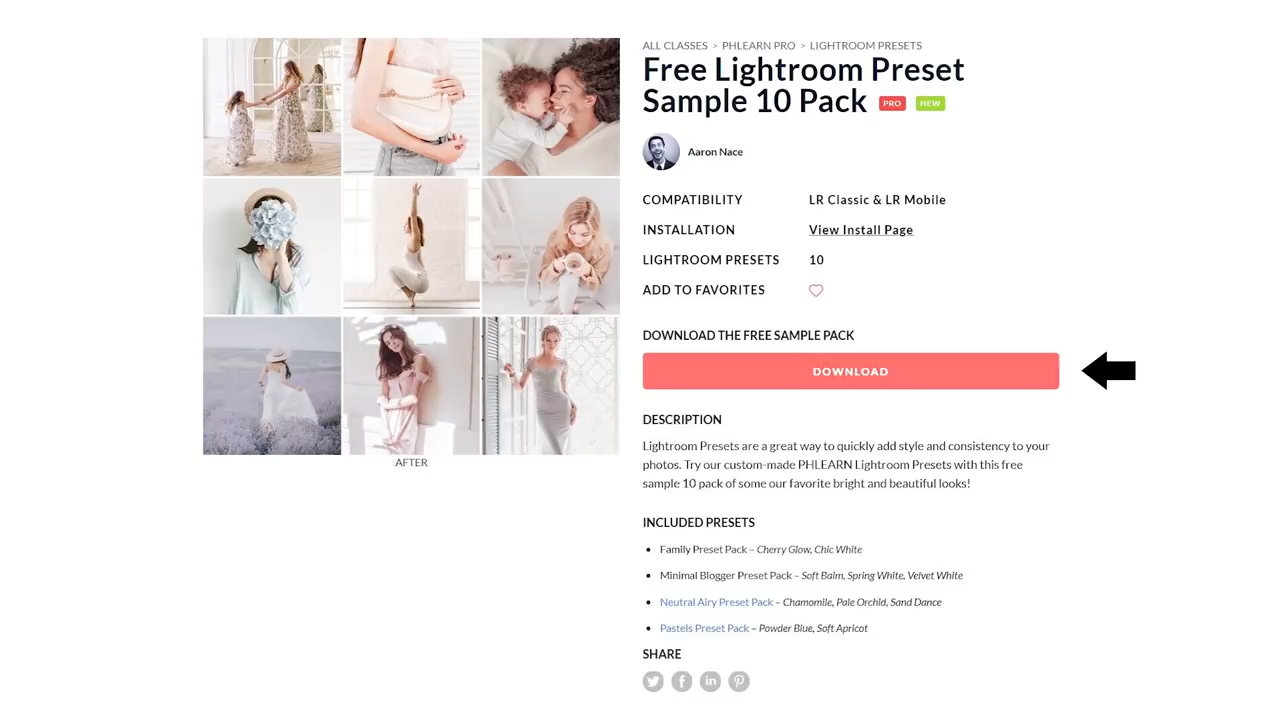 ALL CLASSES > PHLEARN PRO > LIGHTROOM PRESETS
Free Lightroom Preset
Sample 10 Pack PRO NEW
Aaron Nace
COMPATIBILITY LR Classic & LR Mobile
INSTALLATION View Install Page
LIGHTROOM PRESETS 10
ADD TO FAVORITES
DOWNLOAD THE FREE SAMPLE PACK
DOWNLOAD
DESCRIPTION
Lightroom Presets are a great way to quickly add style and consistency to your
photos. Try our custom-made PHLEARN Lightroom Presets with this free
sample 10 pack of some our favorite bright and beautiful looks!
INCLUDED PRESETS
• Family Preset Pack – Cherry Glow, Chic White
• Minimal Blogger Preset Pack – Soft Balm, Spring White, Velvet White
• Neutral Airy Preset Pack – Chamomile, Pale Orchid, Sand Dance
• Pastels Preset Pack – Powder Blue, Soft Apricot
SHARE
AFTER